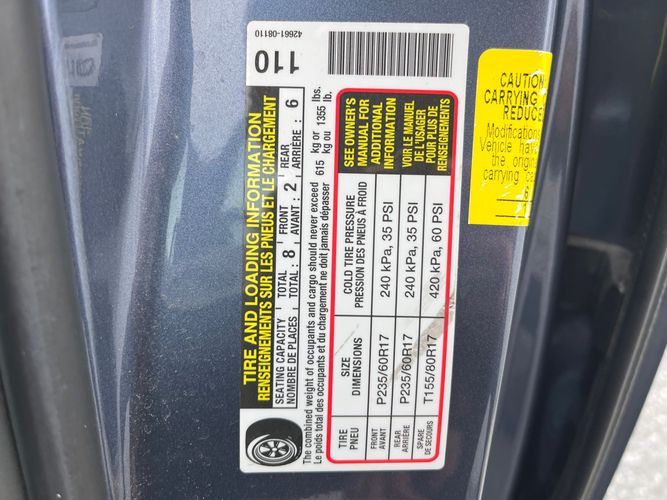 TIRE AND LOADING INFORMATION
RENSEIGNEMENTS SUR LES PNEUS ET LE CHARGEMENT
SEATING CAPACITY TOTAL 8 FRONT 2 REAR 6
NOMBRE DE PLACES TOTAL: AVANT: ARRIÈRE:
The combined weight of occupants and cargo should never exceed 615 kg or 1355 lbs.
Le poids total des occupants et du chargement ne doit jamais dépasser kg ou lb.
TIRE SIZE COLD TIRE PRESSURE
PNEU DIMENSIONS PRESSION DES PNEUS À FROID
FRONT P235/60R17 240 kPa, 35 PSI
AVANT
REAR P235/60R17 240 kPa, 35 PSI
ARRIÈRE
SPARE T155/80R17 420 kPa, 60 PSI
DE SECOURS
SEE OWNER'S
MANUAL FOR
ADDITIONAL
INFORMATION
VOIR LE MANUEL
DE L'USAGER
POUR PLUS DE
RENSEIGNEMENTS
110
42661-08110
CAUTION
CARRYING
REDUCE
Modifications
Vehicle have
the origin
carrying cap